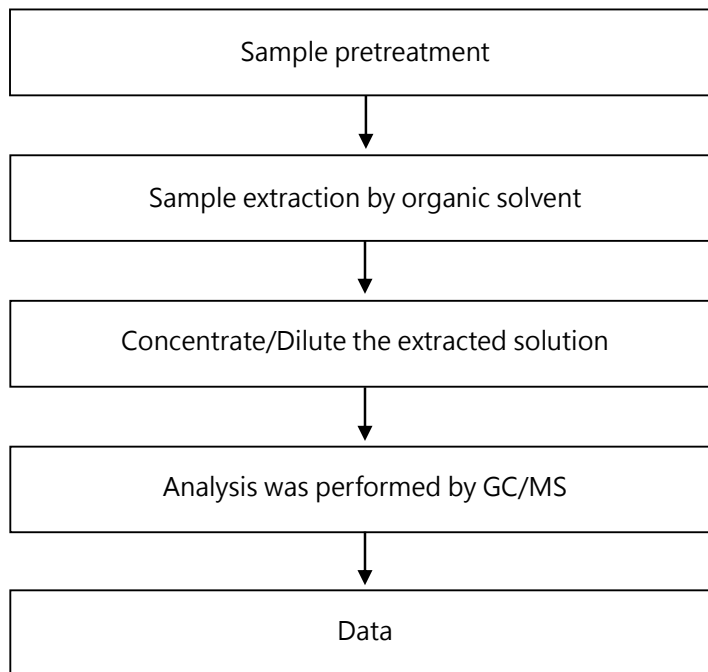 Sample pretreatment
Sample extraction by organic solvent
Concentrate/Dilute the extracted solution
Analysis was performed by GC/MS
Data